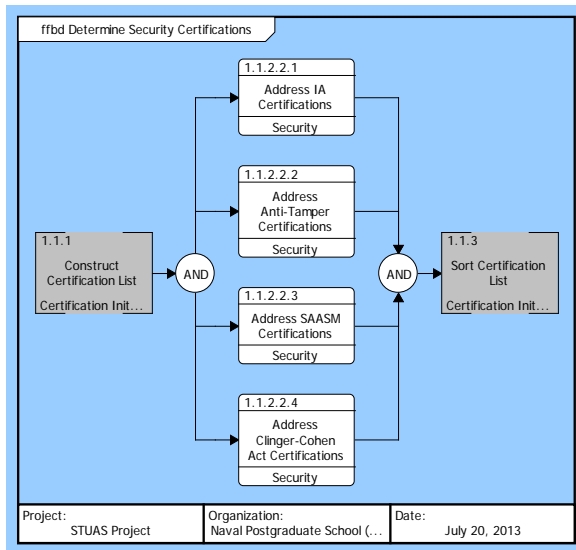 ffbd Determine Security Certifications
1.1.2.2.1
Address IA
Certifications
Security
1.1.2.2.2
Address
Anti-Tamper
Certifications
Security
1.1.1
Construct
Certification List
Certification Init...
AND
AND
1.1.3
Sort Certification
List
Certification Init...
1.1.2.2.3
Address SAASM
Certifications
Security
1.1.2.2.4
Address
Clinger-Cohen
Act Certifications
Security
Project:
STUAS Project
Organization:
Naval Postgraduate School (...
Date:
July 20, 2013